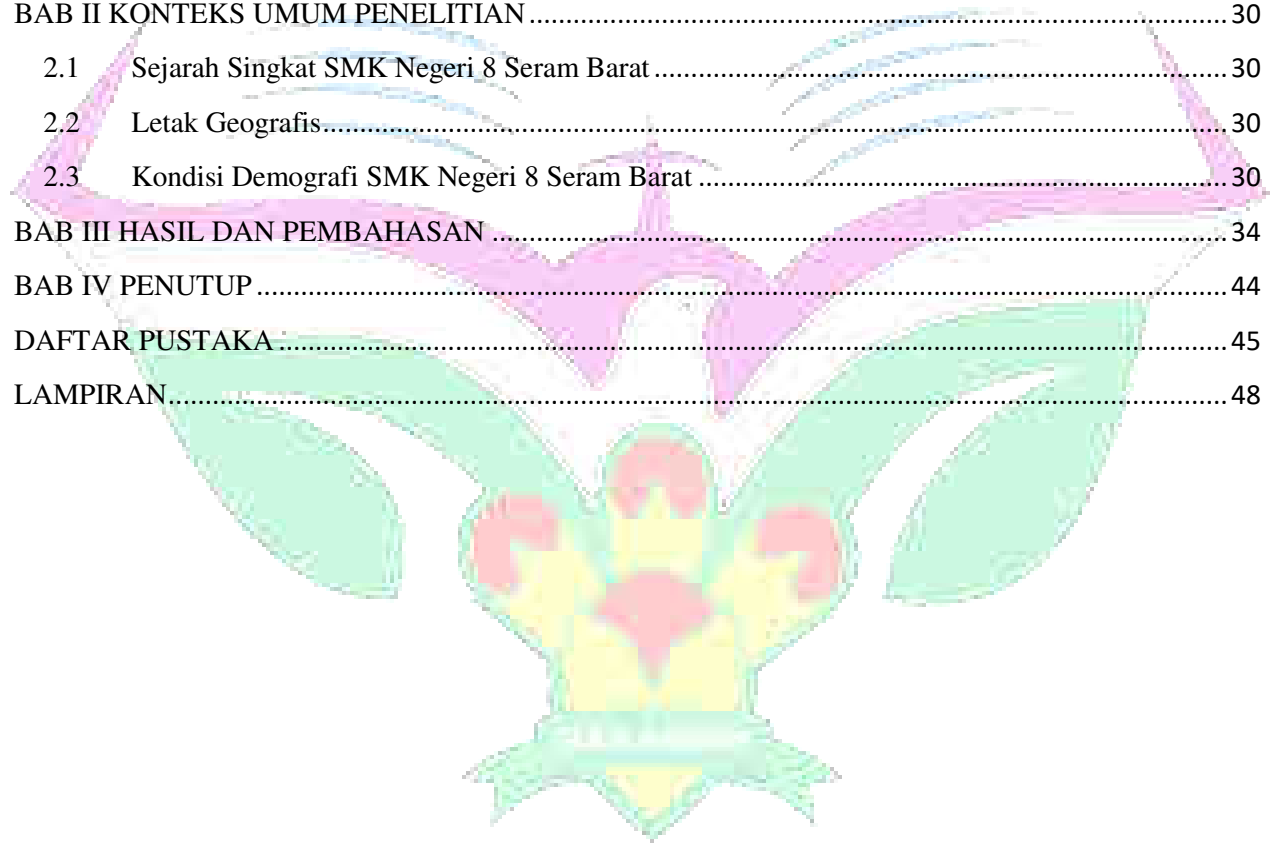 BAB II KONTEKS UMUM PENELITIAN ........................................................................................ 30
2.1 Sejarah Singkat SMK Negeri 8 Seram Barat ........................................................................ 30
2.2 Letak Geografis ........................................................................................................................ 30
2.3 Kondisi Demografi SMK Negeri 8 Seram Barat .................................................................. 30
BAB III HASIL DAN PEMBAHASAN ............................................................................................. 34
BAB IV PENUTUP ............................................................................................................................ 44
DAFTAR PUSTAKA ......................................................................................................................... 45
LAMPIRAN ........................................................................................................................................ 48